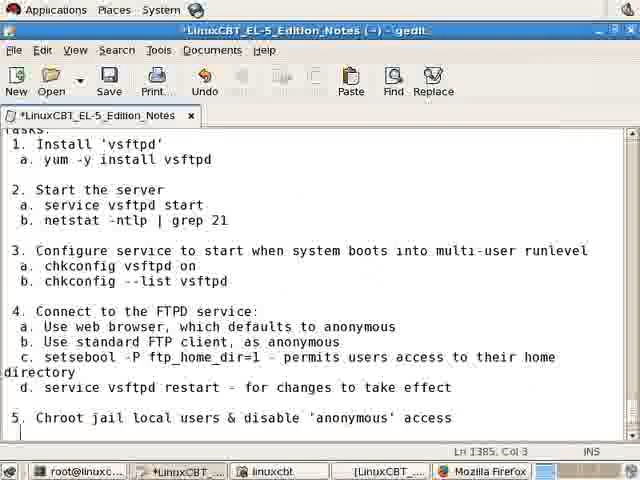 Applications Places System
*LinuxCBT_EL-5_Edition_Notes (~) - gedit
File Edit View Search Tools Documents Help
New Open Save Print... Undo Paste Find Replace
*LinuxCBT_EL-5_Edition_Notes ×
Tasks:
1. Install 'vsftpd'
a. yum -y install vsftpd
2. Start the server
a. service vsftpd start
b. netstat -ntlp | grep 21
3. Configure service to start when system boots into multi-user runlevel
a. chkconfig vsftpd on
b. chkconfig --list vsftpd
4. Connect to the FTPD service:
a. Use web browser, which defaults to anonymous
b. Use standard FTP client, as anonymous
c. setsebool -P ftp_home_dir=1 - permits users access to their home
directory
d. service vsftpd restart - for changes to take effect
5. Chroot jail local users & disable 'anonymous' access
Ln 1385, Col 3 INS
root@linuxc... *LinuxCBT_... linuxcbt [LinuxCBT_... Mozilla Firefox